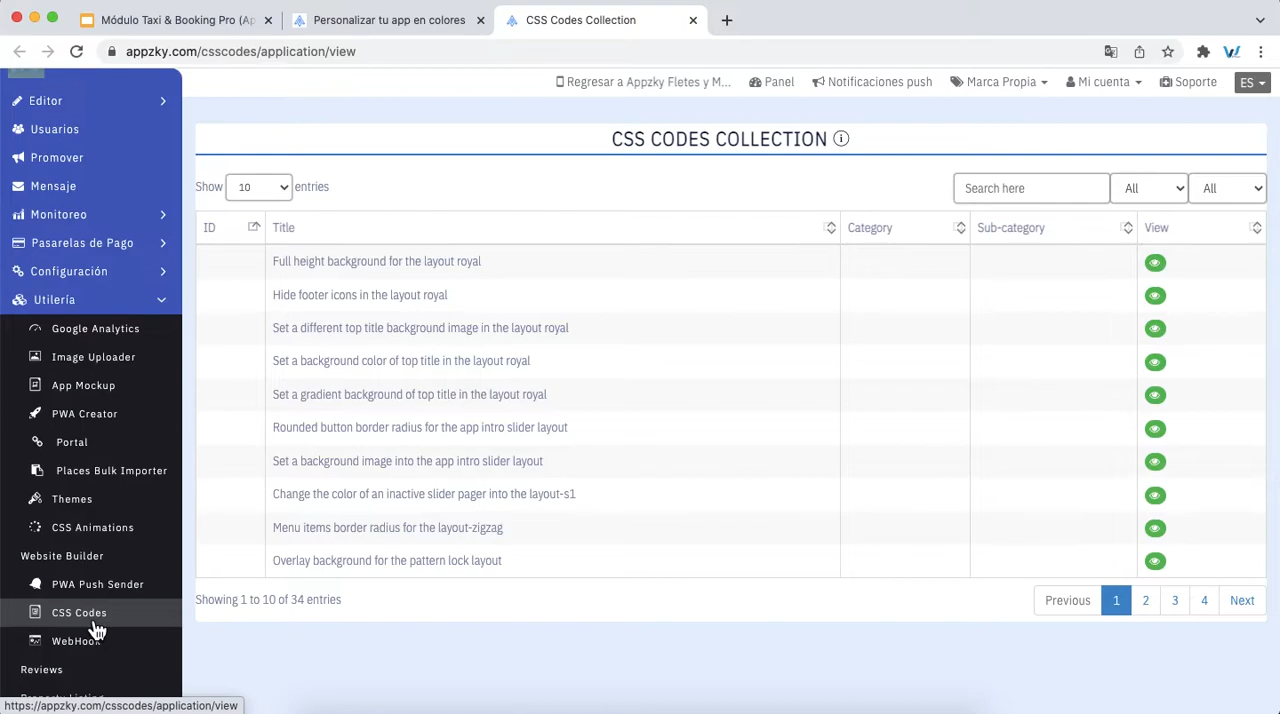 Módulo Taxi & Booking Pro (Ap
Personalizar tu app en colores
CSS Codes Collection
appzky.com/csscodes/application/view
Regresar a Appzky Fletes y M...
Panel
Notificaciones push
Marca Propia
Mi cuenta
Soporte
ES
Editor
Usuarios
Promover
Mensaje
Monitoreo
Pasarelas de Pago
Configuración
Utilería
Google Analytics
Image Uploader
App Mockup
PWA Creator
Portal
Places Bulk Importer
Themes
CSS Animations
Website Builder
PWA Push Sender
CSS Codes
WebHook
Reviews
Property Listing
https://appzky.com/csscodes/application/view
CSS CODES COLLECTION
Show 10 entries
Search here
All
All
ID Title Category Sub-category View
Full height background for the layout royal
Hide footer icons in the layout royal
Set a different top title background image in the layout royal
Set a background color of top title in the layout royal
Set a gradient background of top title in the layout royal
Rounded button border radius for the app intro slider layout
Set a background image into the app intro slider layout
Change the color of an inactive slider pager into the layout-s1
Menu items border radius for the layout-zigzag
Overlay background for the pattern lock layout
Showing 1 to 10 of 34 entries
Previous 1 2 3 4 Next